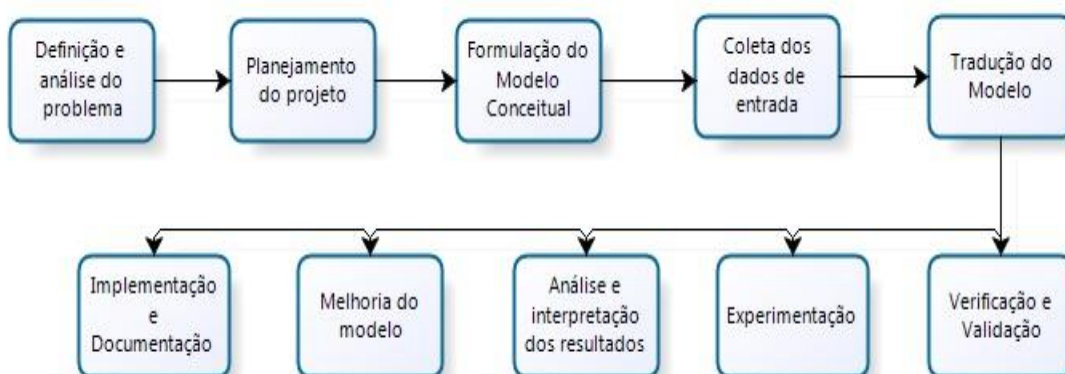 Definição e
análise do
problema
Planejamento
do projeto
Formulação do
Modelo
Conceitual
Coleta dos
dados de
entrada
Tradução do
Modelo
Implementação
e
Documentação
Melhoria do
modelo
Análise e
interpretação
dos resultados
Experimentação
Verificação e
Validação